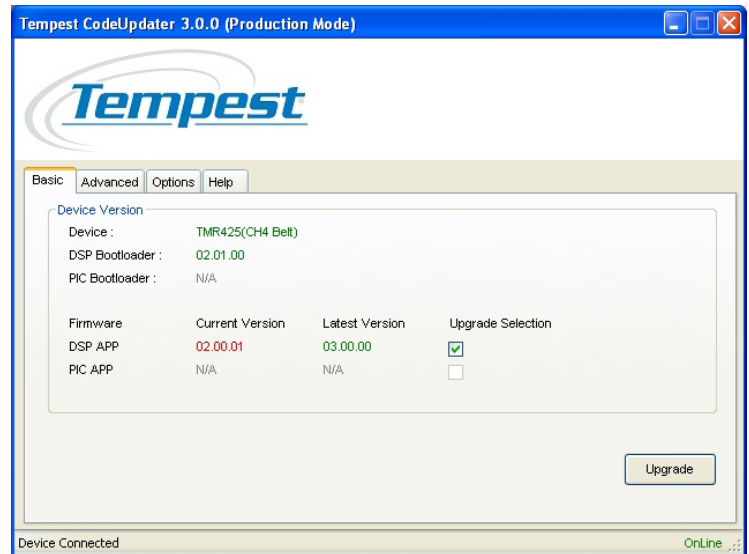 Tempest CodeUpdater 3.0.0 (Production Mode)
Tempest
Basic Advanced Options Help
Device Version
Device : TMR425(CH4 Belt)
DSP Bootloader : 02.01.00
PIC Bootloader : N/A
Firmware Current Version Latest Version Upgrade Selection
DSP APP 02.00.01 03.00.00
PIC APP N/A N/A
Upgrade
Device Connected OnLine